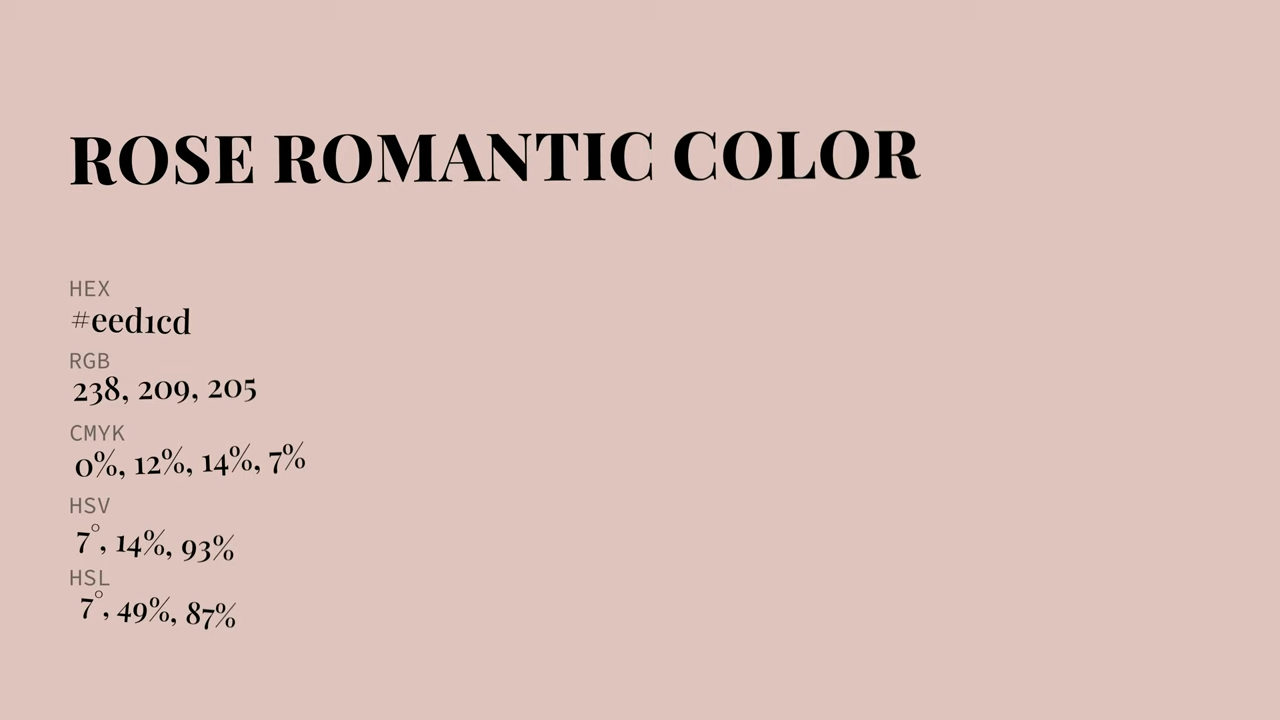 ROSE ROMANTIC COLOR
HEX
#eed1cd
RGB
238, 209, 205
CMYK
0%, 12%, 14%, 7%
HSV
7°, 14%, 93%
HSL
7°, 49%, 87%